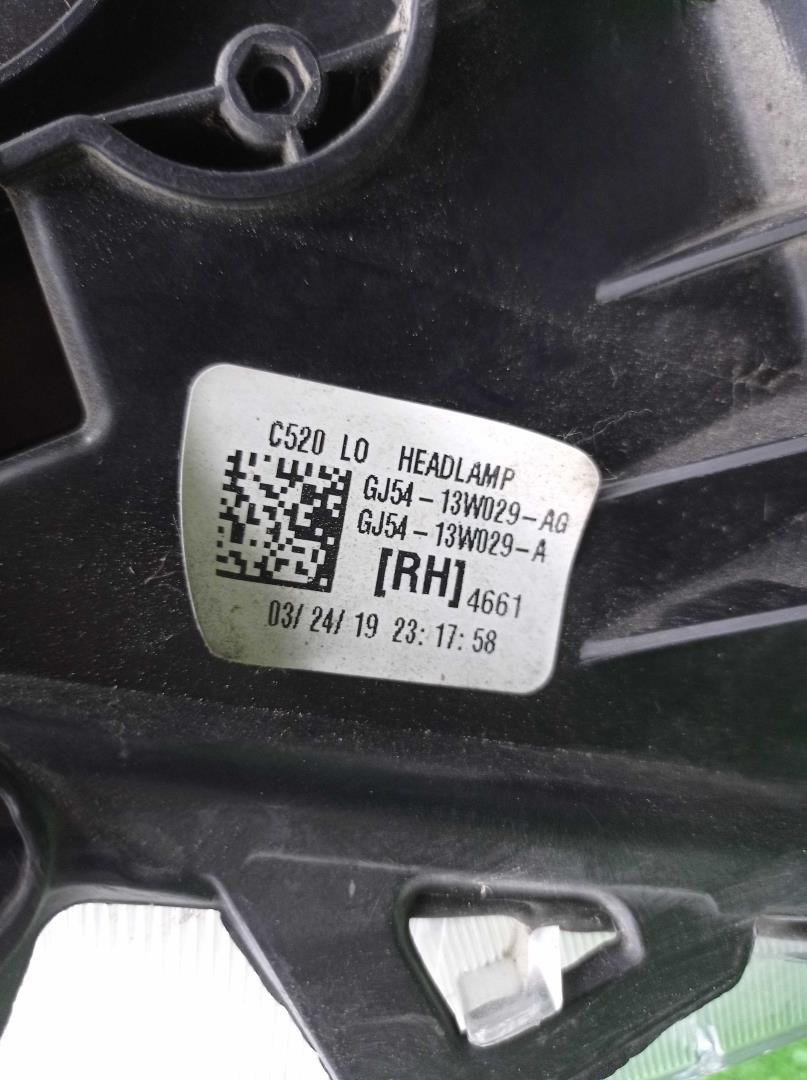 C520 LO HEADLAMP
GJ54-13W029-AG
GJ54-13W029-A
[RH] 4661
03/24/19 23:17:58